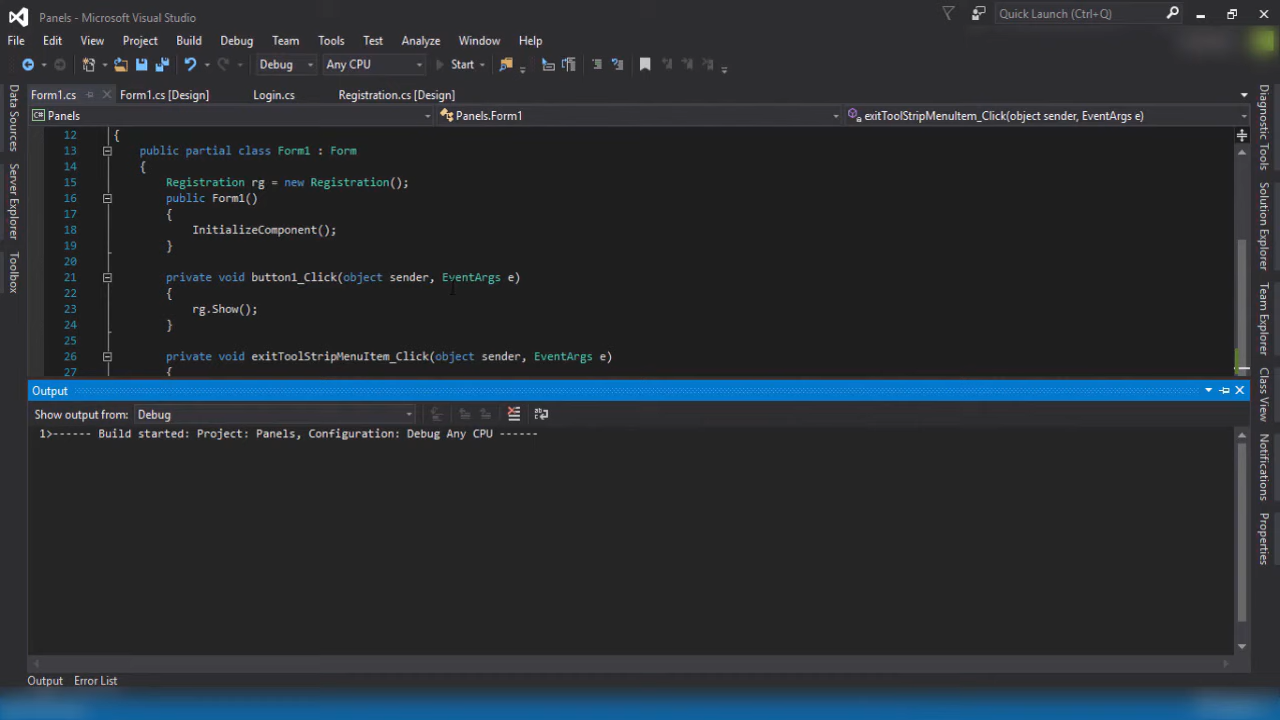 Panels - Microsoft Visual Studio
Quick Launch (Ctrl+Q)
File Edit View Project Build Debug Team Tools Test Analyze Window Help
Debug Any CPU Start
Form1.cs Form1.cs [Design] Login.cs Registration.cs [Design]
Panels Panels.Form1 exitToolStripMenuItem_Click(object sender, EventArgs e)
12 {
13 public partial class Form1 : Form
14 {
15 Registration rg = new Registration();
16 public Form1()
17 {
18 InitializeComponent();
19 }
20
21 private void button1_Click(object sender, EventArgs e)
22 {
23 rg.Show();
24 }
25
26 private void exitToolStripMenuItem_Click(object sender, EventArgs e)
27 {
Output
Show output from: Debug
1>------ Build started: Project: Panels, Configuration: Debug Any CPU ------
Output Error List
Data Sources
Server Explorer
Toolbox
Diagnostic Tools
Solution Explorer
Team Explorer
Class View
Notifications
Properties